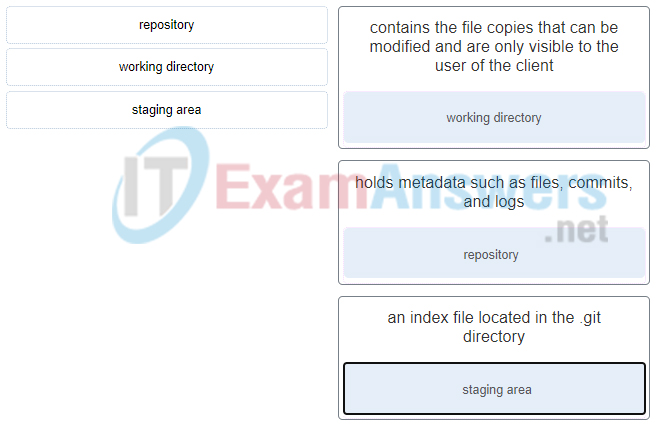 repository
working directory
staging area
contains the file copies that can be
modified and are only visible to the
user of the client
working directory
holds metadata such as files, commits,
and logs
repository
an index file located in the .git
directory
staging area
IT ExamAnswers
.net